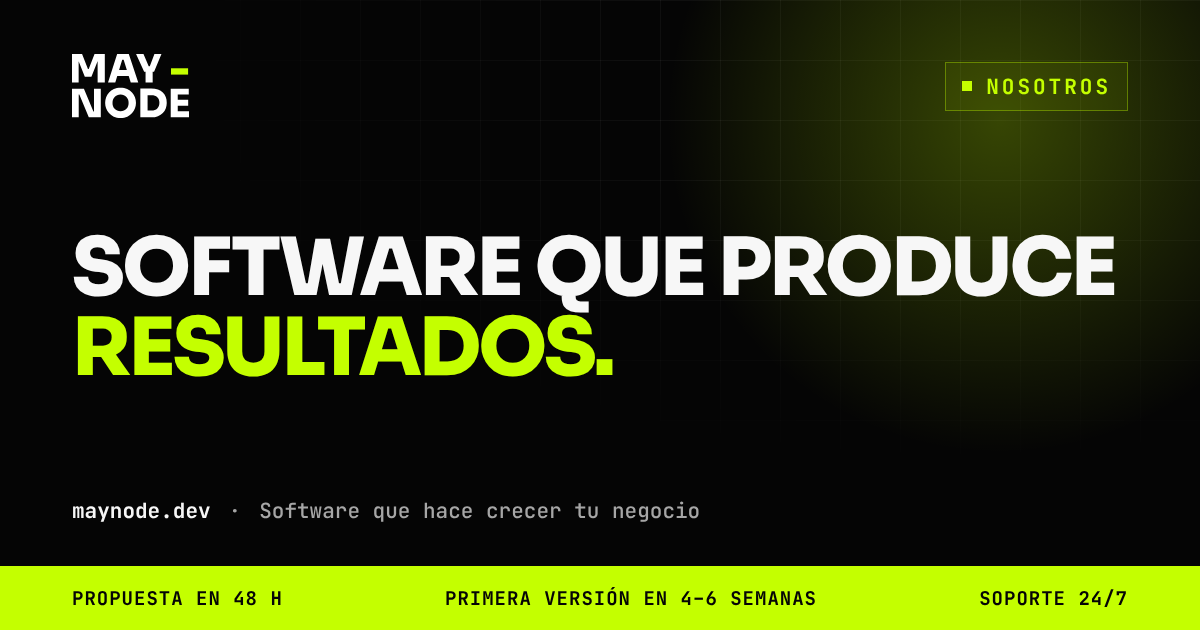 MAY-
NODE
NOSOTROS
SOFTWARE QUE PRODUCE
RESULTADOS.
maynode.dev · Software que hace crecer tu negocio
PROPUESTA EN 48 H
PRIMERA VERSIÓN EN 4–6 SEMANAS
SOPORTE 24/7